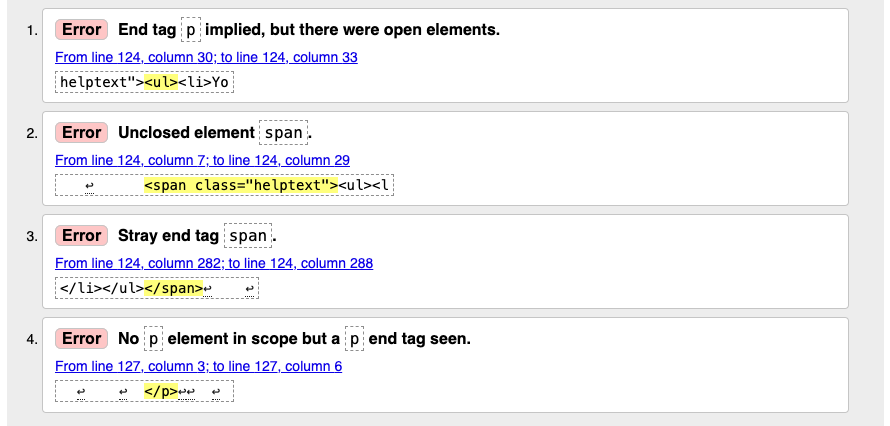 1. Error End tag p implied, but there were open elements.
From line 124, column 30; to line 124, column 33
helptext"><ul><li>Yo
2. Error Unclosed element span.
From line 124, column 7; to line 124, column 29
↩ <span class="helptext"><ul><l
3. Error Stray end tag span.
From line 124, column 282; to line 124, column 288
</li></ul></span>↩ ↩
4. Error No p element in scope but a p end tag seen.
From line 127, column 3; to line 127, column 6
↩ ↩ </p>↩↩ ↩